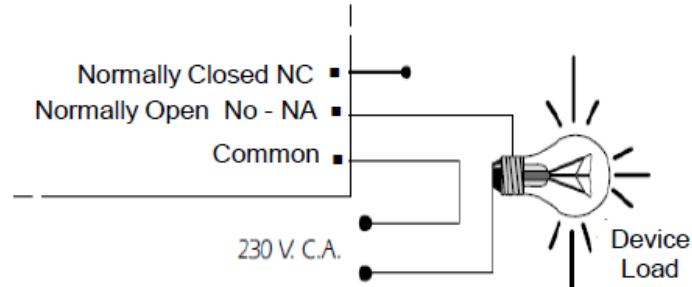 Normally Closed NC
Normally Open No - NA
Common
230 V. C.A.
Device
Load